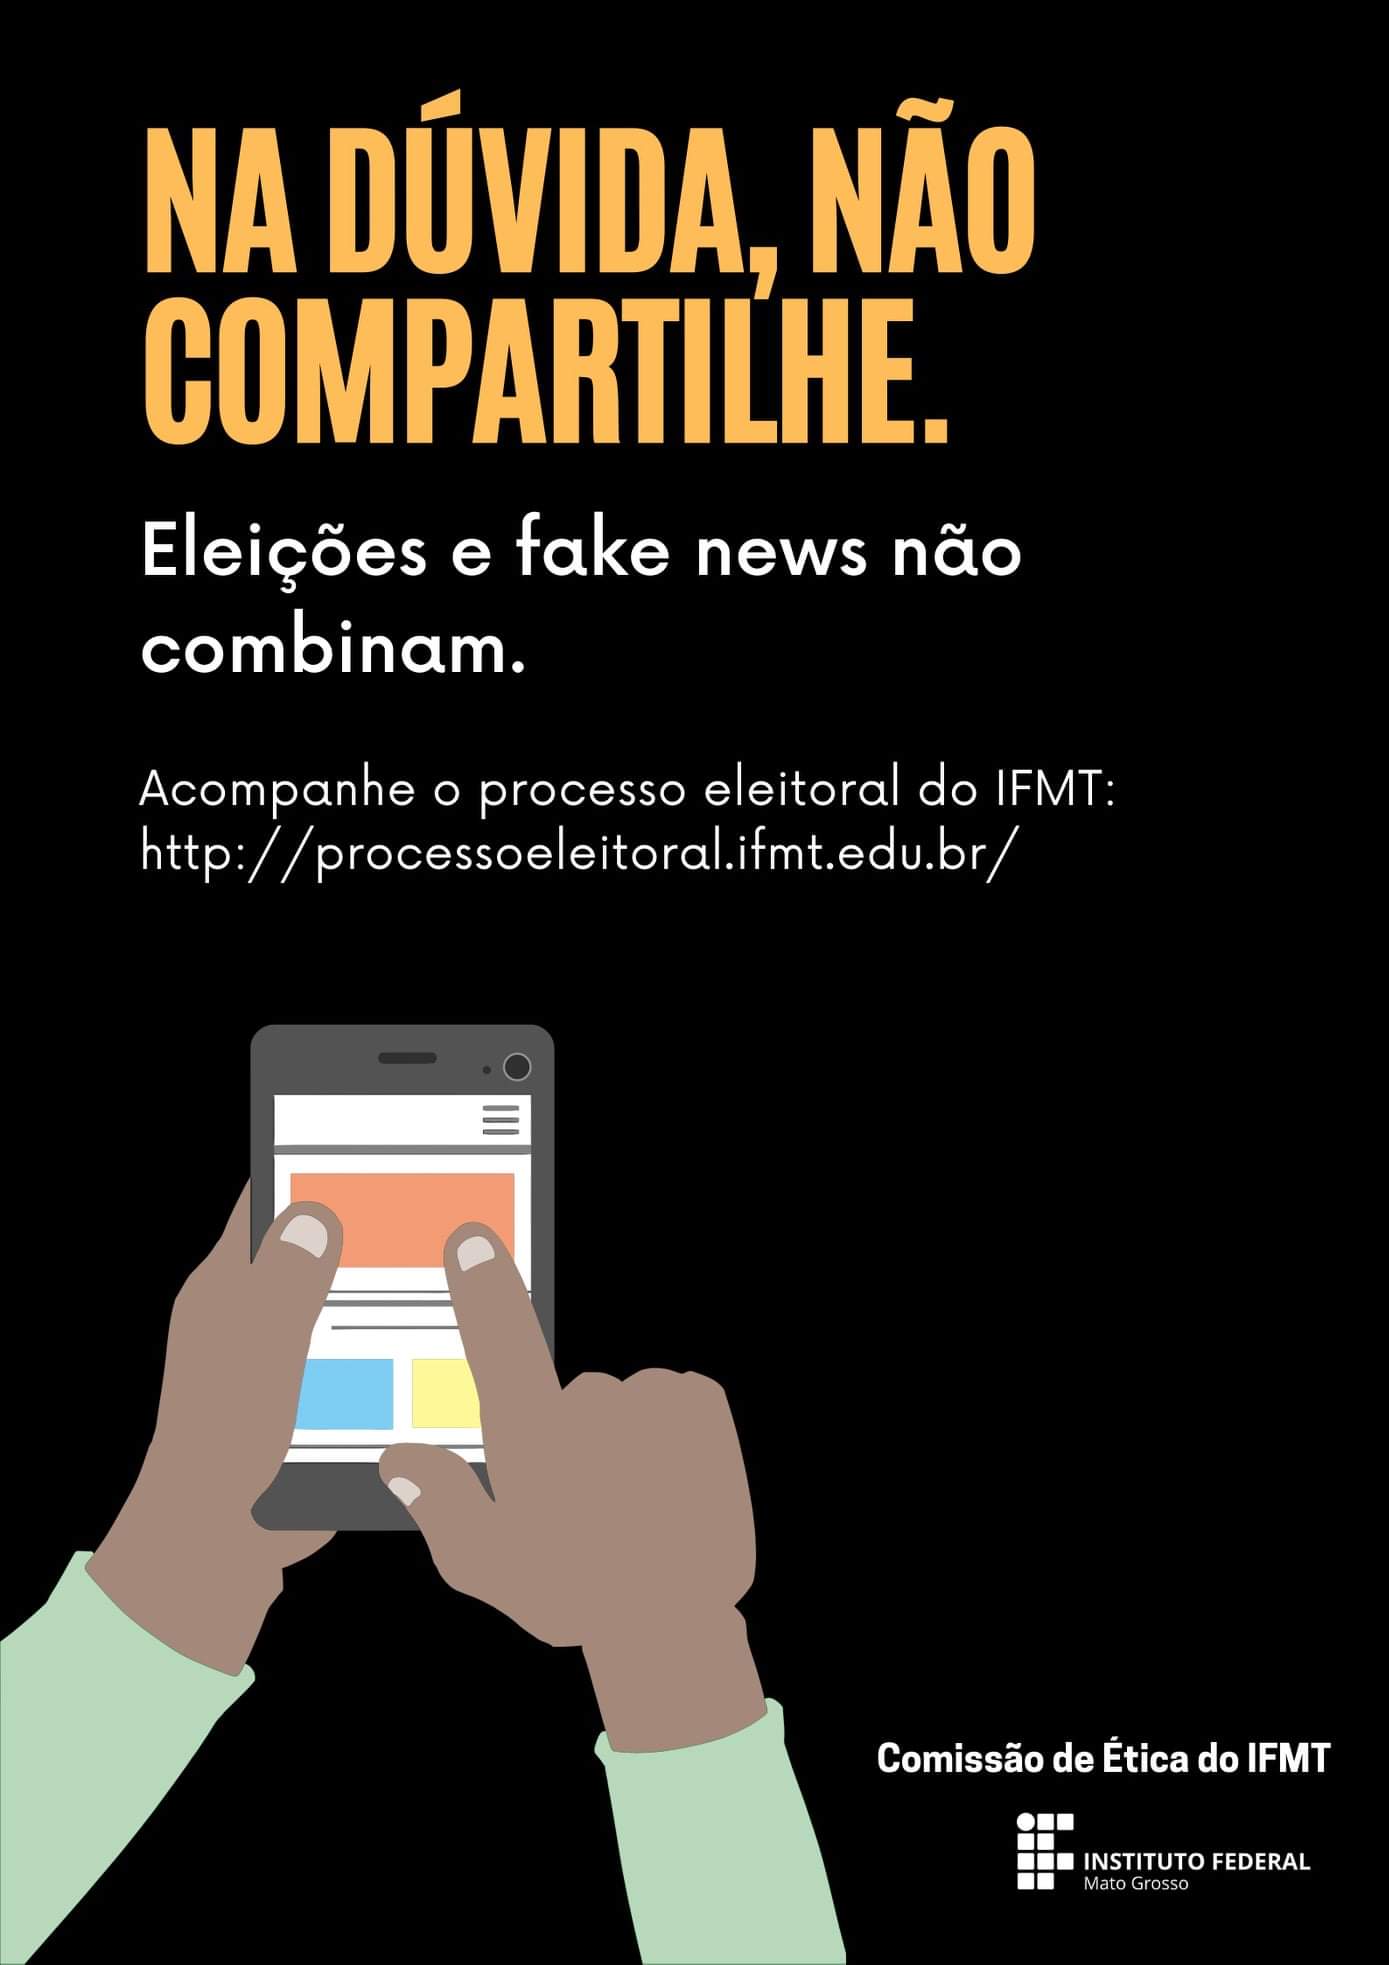 NA DÚVIDA, NÃO
COMPARTILHE.
Eleições e fake news não
combinam.
Acompanhe o processo eleitoral do IFMT:
http://processoeleitoral.ifmt.edu.br/
Comissão de Ética do IFMT
INSTITUTO FEDERAL
Mato Grosso